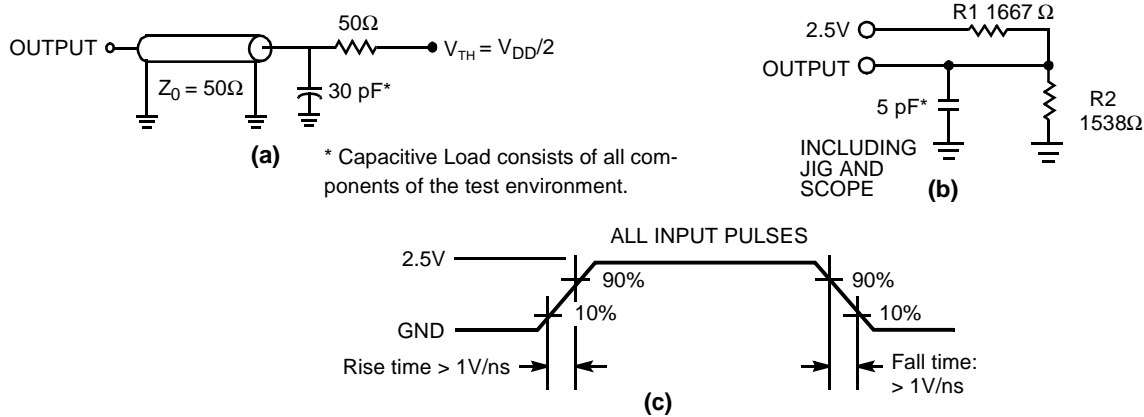 50Ω
OUTPUT
V_TH = V_DD/2
Z_0 = 50Ω
30 pF*
(a)
* Capacitive Load consists of all com-
ponents of the test environment.
R1 1667 Ω
2.5V
OUTPUT
5 pF*
R2
1538Ω
INCLUDING
JIG AND
SCOPE
(b)
ALL INPUT PULSES
2.5V
90%
90%
10%
10%
GND
Rise time > 1V/ns
Fall time:
> 1V/ns
(c)